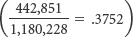 (442,851/1,180,228 = .3752)